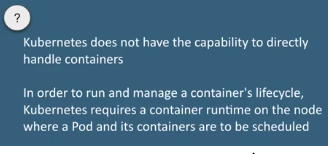 ?
Kubernetes does not have the capability to directly
handle containers
In order to run and manage a container's lifecycle,
Kubernetes requires a container runtime on the node
where a Pod and its containers are to be scheduled